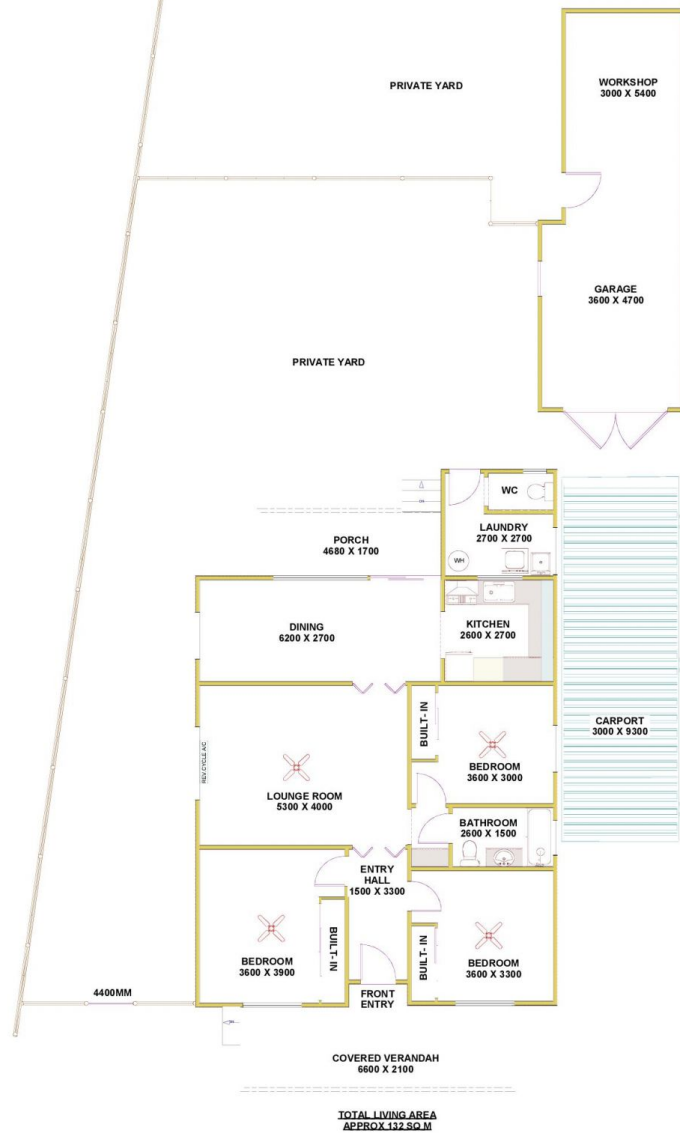 PRIVATE YARD
WORKSHOP
3000 X 5400
GARAGE
3600 X 4700
PRIVATE YARD
WC
LAUNDRY
2700 X 2700
WH
PORCH
4680 X 1700
DINING
6200 X 2700
KITCHEN
2600 X 2700
BUILT- IN
CARPORT
3000 X 9300
BEDROOM
3600 X 3000
REV.CYCLE A/C
LOUNGE ROOM
5300 X 4000
BATHROOM
2600 X 1500
ENTRY
HALL
1500 X 3300
BEDROOM
3600 X 3900
BUILT-IN
BUILT- IN
BEDROOM
3600 X 3300
4400MM
FRONT
ENTRY
COVERED VERANDAH
6600 X 2100
TOTAL LIVING AREA
APPROX 132 SQ M